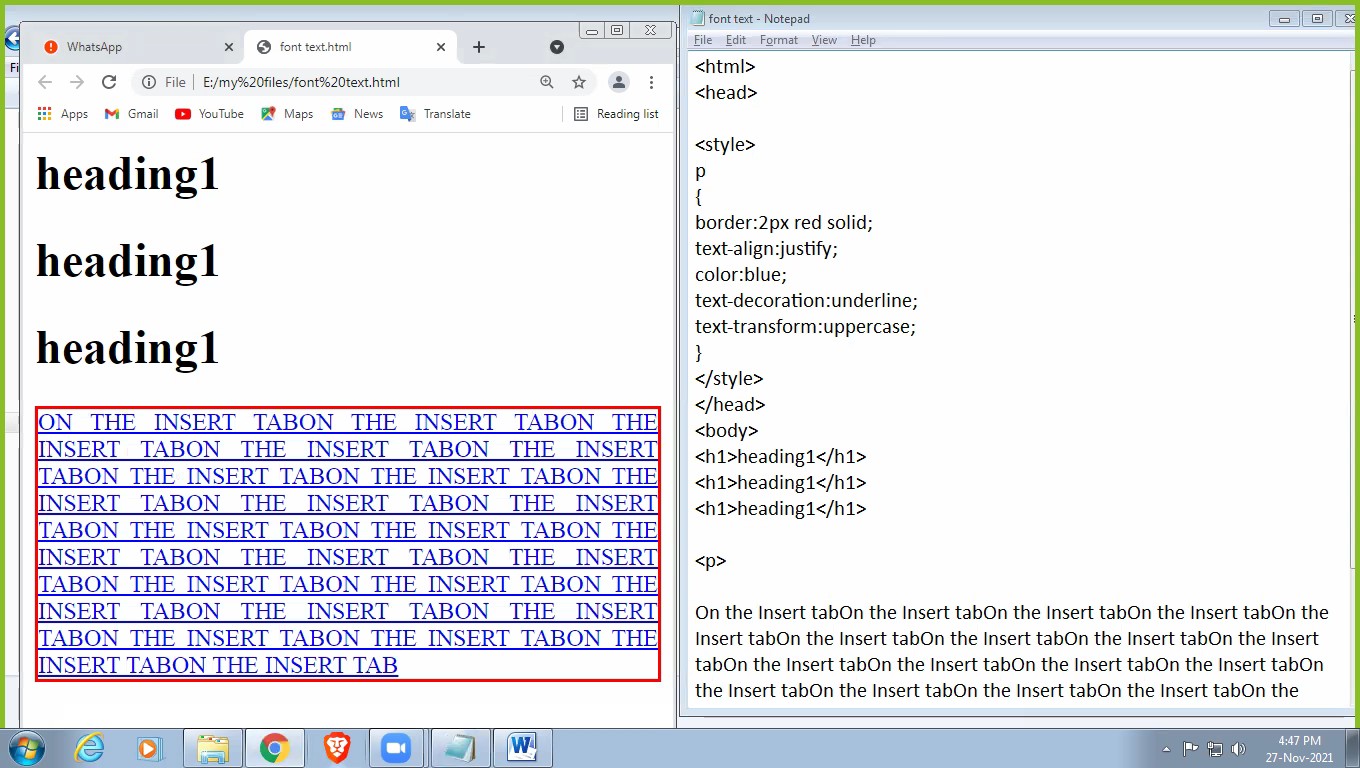 WhatsApp
font text.html
File
E:/my%20files/font%20text.html
Apps
Gmail
YouTube
Maps
News
Translate
Reading list
heading1
heading1
heading1
ON THE INSERT TABON THE INSERT TABON THE
INSERT TABON THE INSERT TABON THE INSERT
TABON THE INSERT TABON THE INSERT TABON THE
INSERT TABON THE INSERT TABON THE INSERT
TABON THE INSERT TABON THE INSERT TABON THE
INSERT TABON THE INSERT TABON THE INSERT
TABON THE INSERT TABON THE INSERT TABON THE
INSERT TABON THE INSERT TABON THE INSERT
TABON THE INSERT TABON THE INSERT TABON THE
INSERT TABON THE INSERT TAB
font text - Notepad
File Edit Format View Help
<html>
<head>
<style>
p
{
border:2px red solid;
text-align:justify;
color:blue;
text-decoration:underline;
text-transform:uppercase;
}
</style>
</head>
<body>
<h1>heading1</h1>
<h1>heading1</h1>
<h1>heading1</h1>
<p>
On the Insert tabOn the Insert tabOn the Insert tabOn the Insert tabOn the
Insert tabOn the Insert tabOn the Insert tabOn the Insert tabOn the Insert
tabOn the Insert tabOn the Insert tabOn the Insert tabOn the Insert tabOn
the Insert tabOn the Insert tabOn the Insert tabOn the Insert tabOn the
4:47 PM
27-Nov-2021